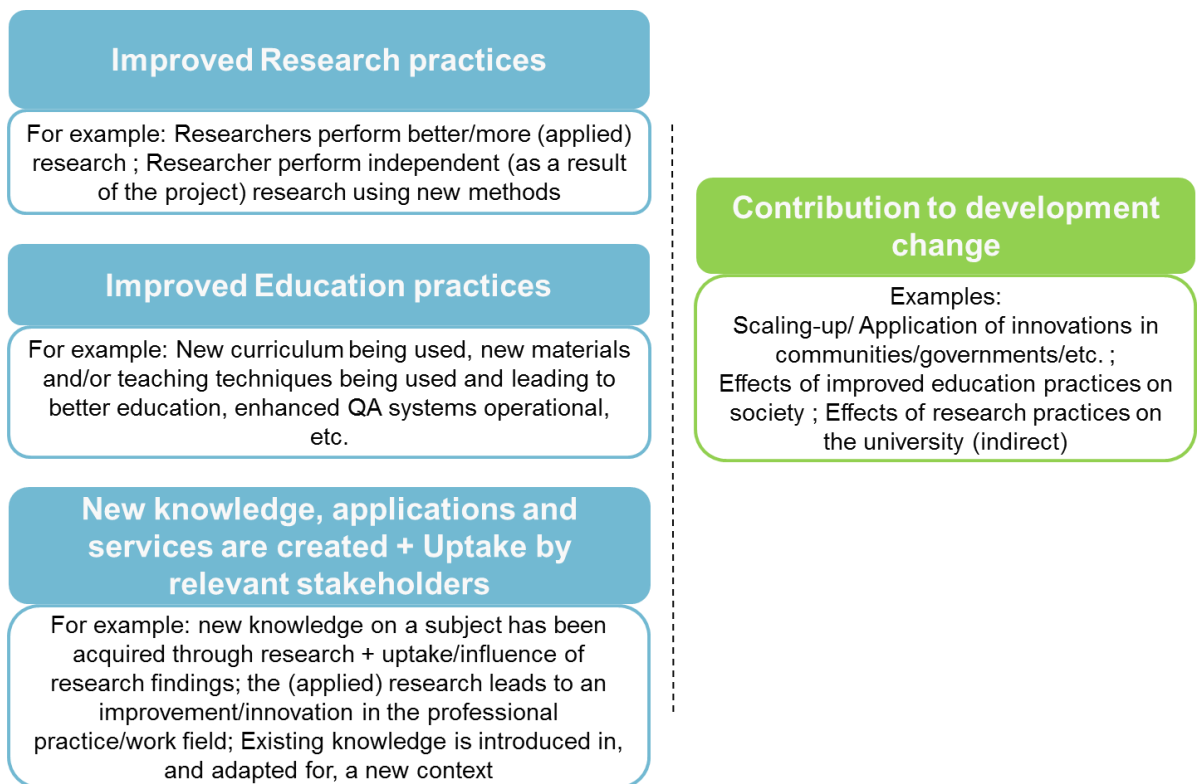 Improved Research practices
For example: Researchers perform better/more (applied)
research ; Researcher perform independent (as a result
of the project) research using new methods
Improved Education practices
For example: New curriculum being used, new materials
and/or teaching techniques being used and leading to
better education, enhanced QA systems operational,
etc.
New knowledge, applications and
services are created + Uptake by
relevant stakeholders
For example: new knowledge on a subject has been
acquired through research + uptake/influence of
research findings; the (applied) research leads to an
improvement/innovation in the professional
practice/work field; Existing knowledge is introduced in,
and adapted for, a new context
Contribution to development
change
Examples:
Scaling-up/ Application of innovations in
communities/governments/etc. ;
Effects of improved education practices on
society ; Effects of research practices on
the university (indirect)